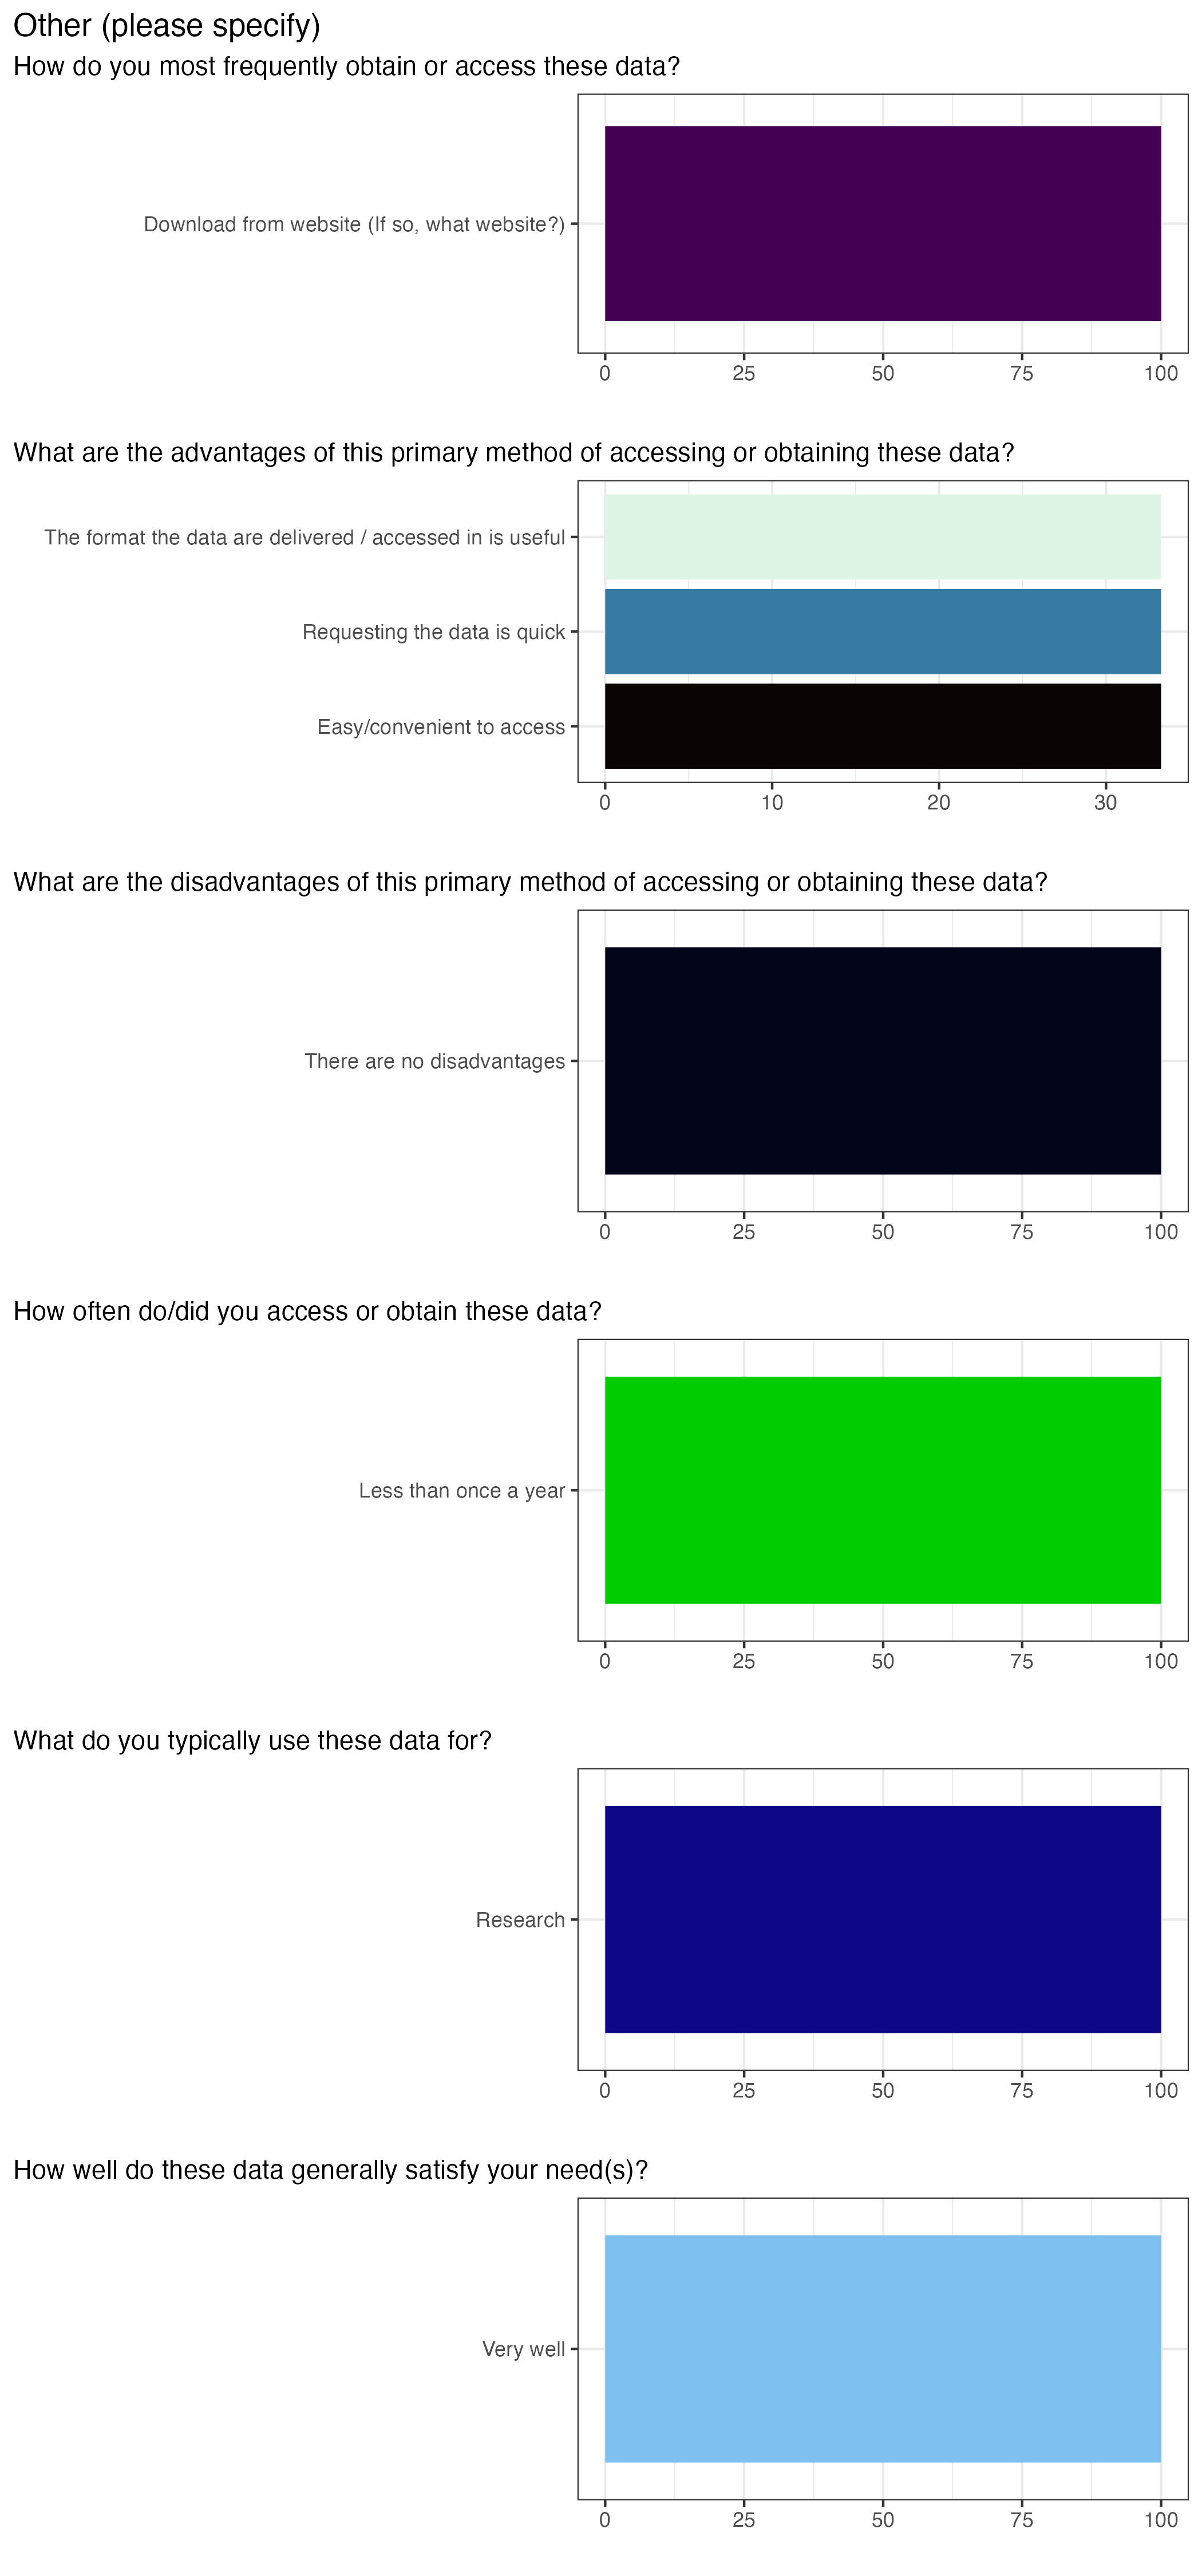 Other (please specify)
How do you most frequently obtain or access these data?
Download from website (If so, what website?)
0 25 50 75 100
What are the advantages of this primary method of accessing or obtaining these data?
The format the data are delivered / accessed in is useful
Requesting the data is quick
Easy/convenient to access
0 10 20 30
What are the disadvantages of this primary method of accessing or obtaining these data?
There are no disadvantages
0 25 50 75 100
How often do/did you access or obtain these data?
Less than once a year
0 25 50 75 100
What do you typically use these data for?
Research
0 25 50 75 100
How well do these data generally satisfy your need(s)?
Very well
0 25 50 75 100